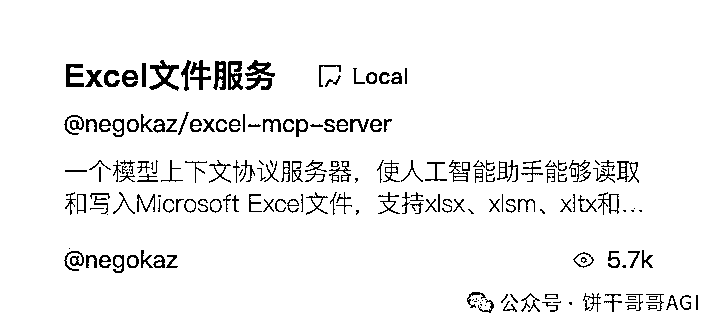 Excel文件服务 Local
@negokaz/excel-mcp-server
一个模型上下文协议服务器，使人工智能助手能够读取
和写入Microsoft Excel文件，支持xlsx、xlsm、xltx和...
@negokaz 5.7k
公众号 · 饼干哥哥AGI